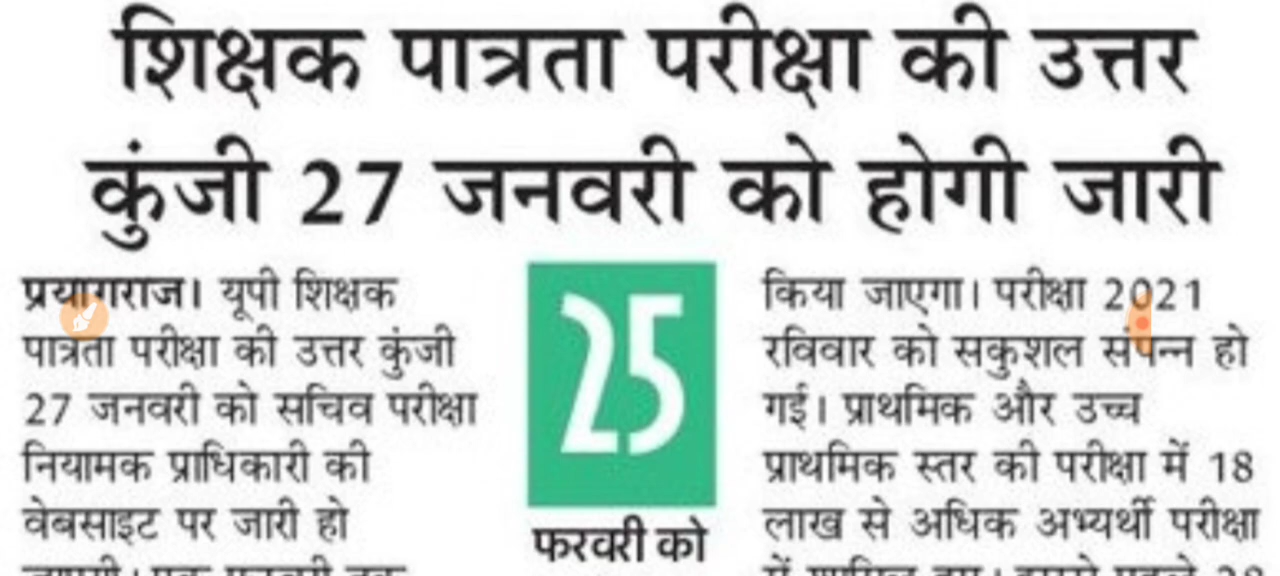 शिक्षक पात्रता परीक्षा की उत्तर
कुंजी 27 जनवरी को होगी जारी
प्रयागराज। यूपी शिक्षक
पात्रता परीक्षा की उत्तर कुंजी
27 जनवरी को सचिव परीक्षा
नियामक प्राधिकारी की
वेबसाइट पर जारी हो
25
फरवरी को
किया जाएगा। परीक्षा 2021
रविवार को सकुशल संपन्न हो
गई। प्राथमिक और उच्च
प्राथमिक स्तर की परीक्षा में 18
लाख से अधिक अभ्यर्थी परीक्षा